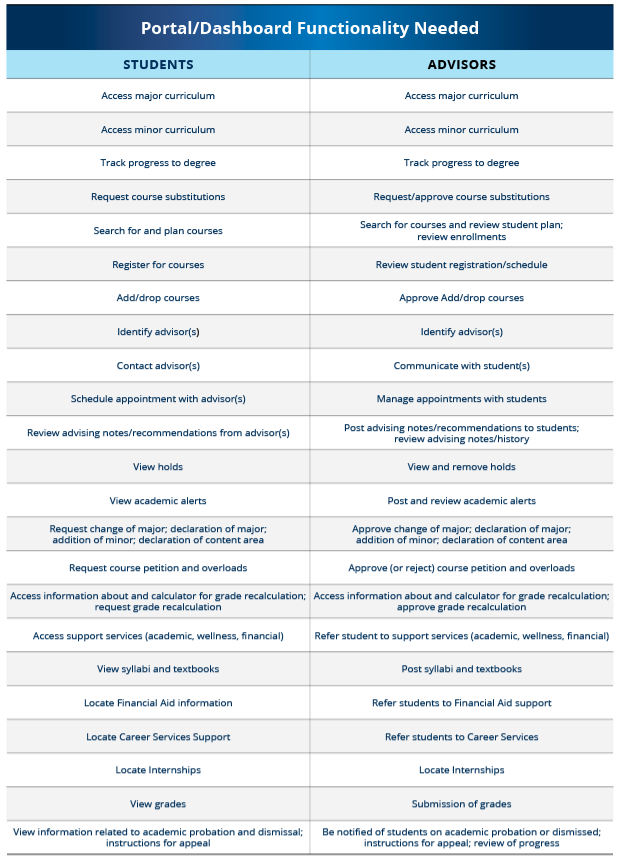 Portal/Dashboard Functionality Needed
STUDENTS
ADVISORS
Access major curriculum
Access major curriculum
Access minor curriculum
Access minor curriculum
Track progress to degree
Track progress to degree
Request course substitutions
Request/approve course substitutions
Search for and plan courses
Search for courses and review student plan;
review enrollments
Register for courses
Review student registration/schedule
Add/drop courses
Approve Add/drop courses
Identify advisor(s)
Identify advisor(s)
Contact advisor(s)
Communicate with student(s)
Schedule appointment with advisor(s)
Manage appointments with students
Review advising notes/recommendations from advisor(s)
Post advising notes/recommendations to students;
review advising notes/history
View holds
View and remove holds
View academic alerts
Post and review academic alerts
Request change of major; declaration of major;
addition of minor; declaration of content area
Approve change of major; declaration of major;
addition of minor; declaration of content area
Request course petition and overloads
Approve (or reject) course petition and overloads
Access information about and calculator for grade recalculation;
request grade recalculation
Access information about and calculator for grade recalculation;
approve grade recalculation
Access support services (academic, wellness, financial)
Refer student to support services (academic, wellness, financial)
View syllabi and textbooks
Post syllabi and textbooks
Locate Financial Aid information
Refer students to Financial Aid support
Locate Career Services Support
Refer students to Career Services
Locate Internships
Locate Internships
View grades
Submission of grades
View information related to academic probation and dismissal;
instructions for appeal
Be notified of students on academic probation or dismissed;
instructions for appeal; review of progress